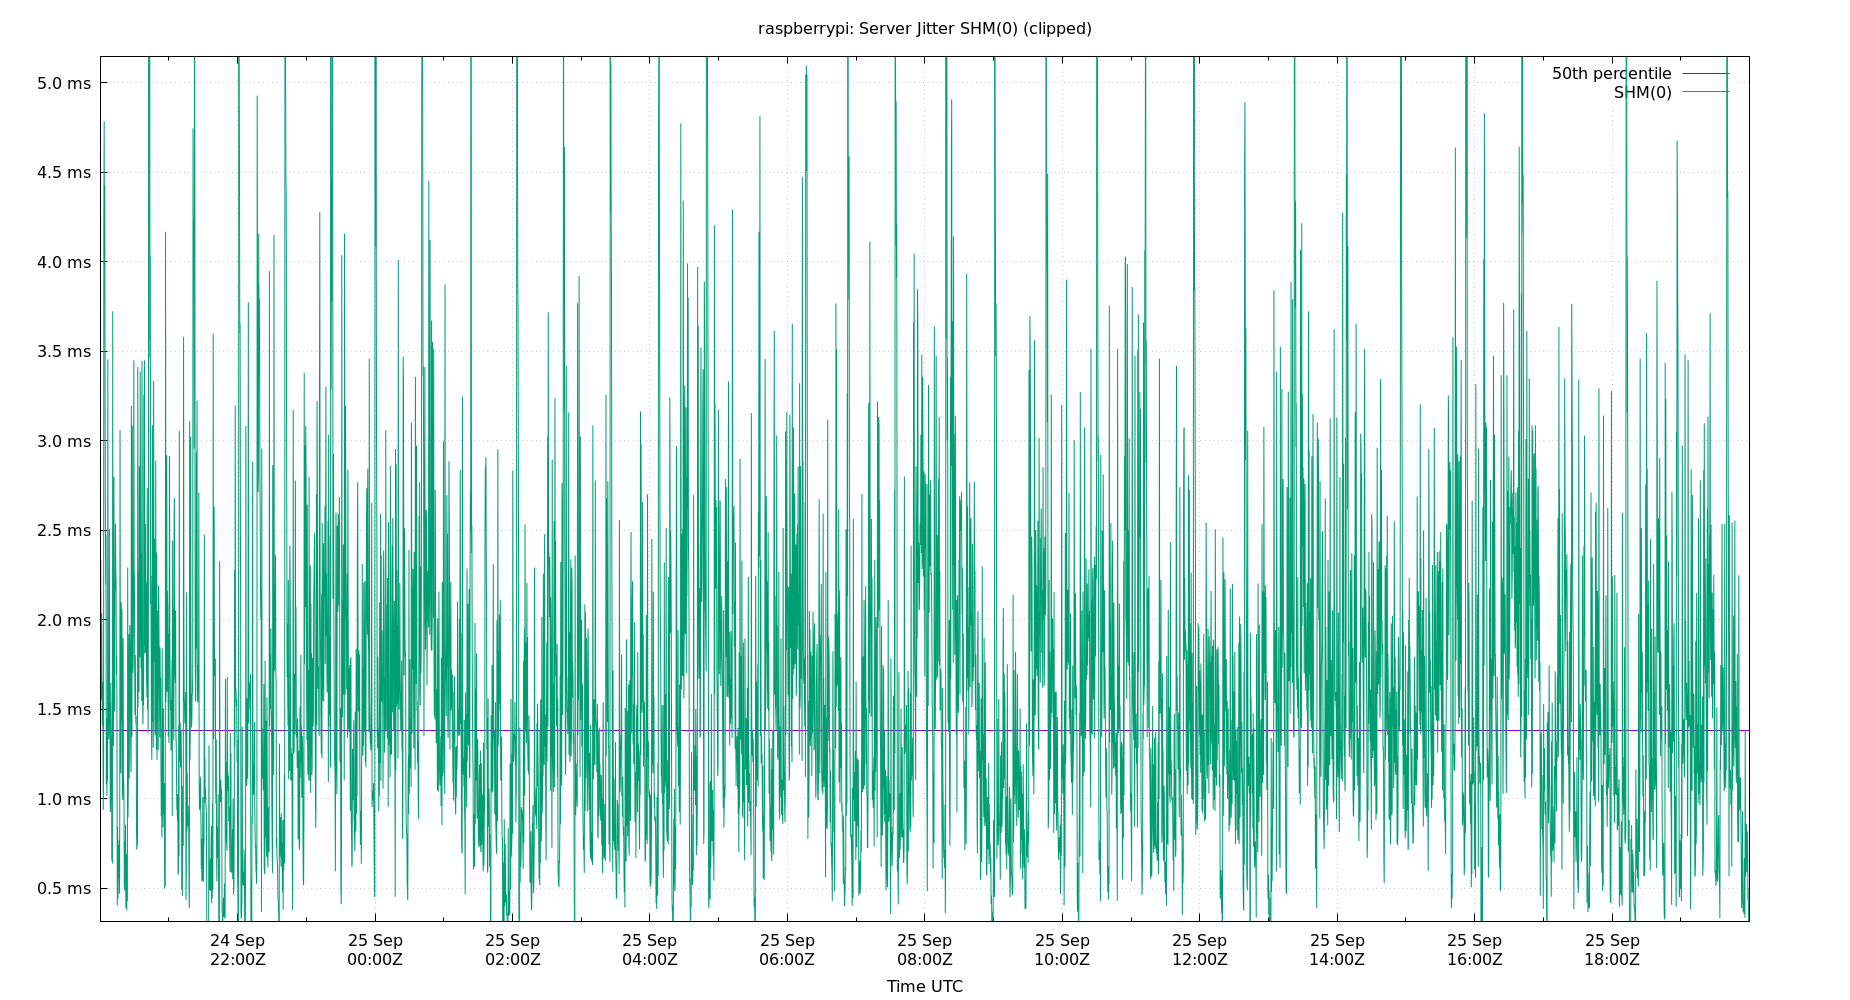 raspberrypi: Server Jitter SHM(0) (clipped)
50th percentile
SHM(0)
5.0 ms
4.5 ms
4.0 ms
3.5 ms
3.0 ms
2.5 ms
2.0 ms
1.5 ms
1.0 ms
0.5 ms
24 Sep 25 Sep 25 Sep 25 Sep 25 Sep 25 Sep 25 Sep 25 Sep 25 Sep 25 Sep 25 Sep
22:00Z 00:00Z 02:00Z 04:00Z 06:00Z 08:00Z 10:00Z 12:00Z 14:00Z 16:00Z 18:00Z
Time UTC